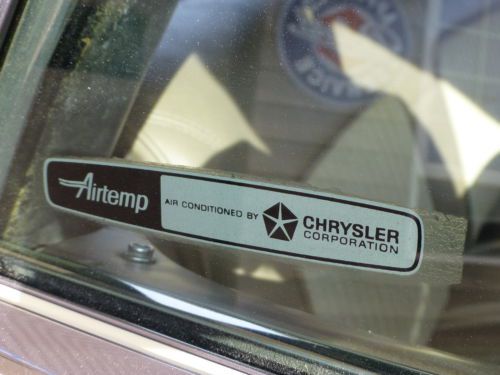 Airtemp
AIR CONDITIONED BY
CHRYSLER
CORPORATION